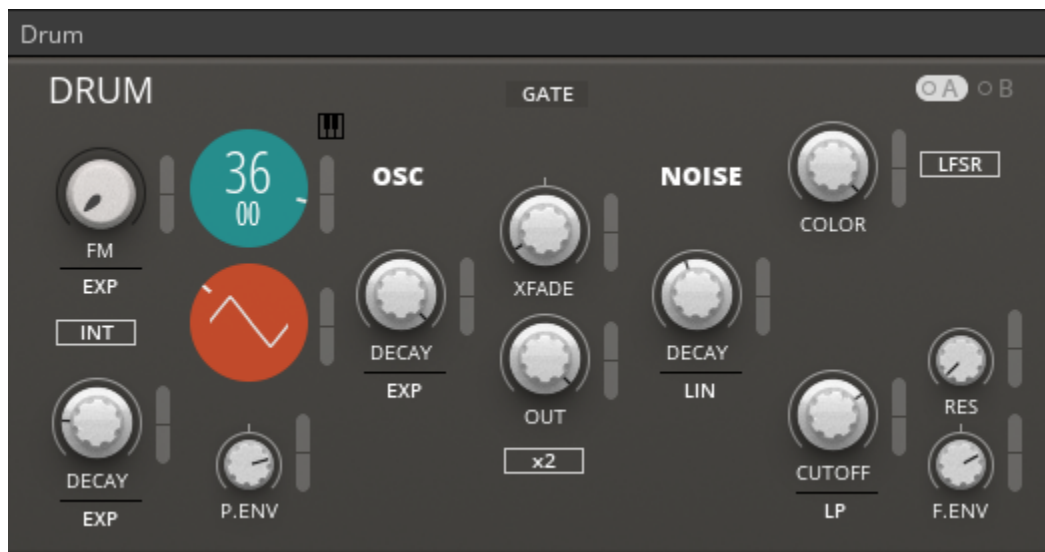 Drum
DRUM
GATE
A B
36
00
OSC
NOISE
LFSR
COLOR
FM
EXP
XFADE
INT
DECAY
EXP
DECAY
LIN
OUT
RES
x2
DECAY
EXP
P.ENV
CUTOFF
LP
F.ENV